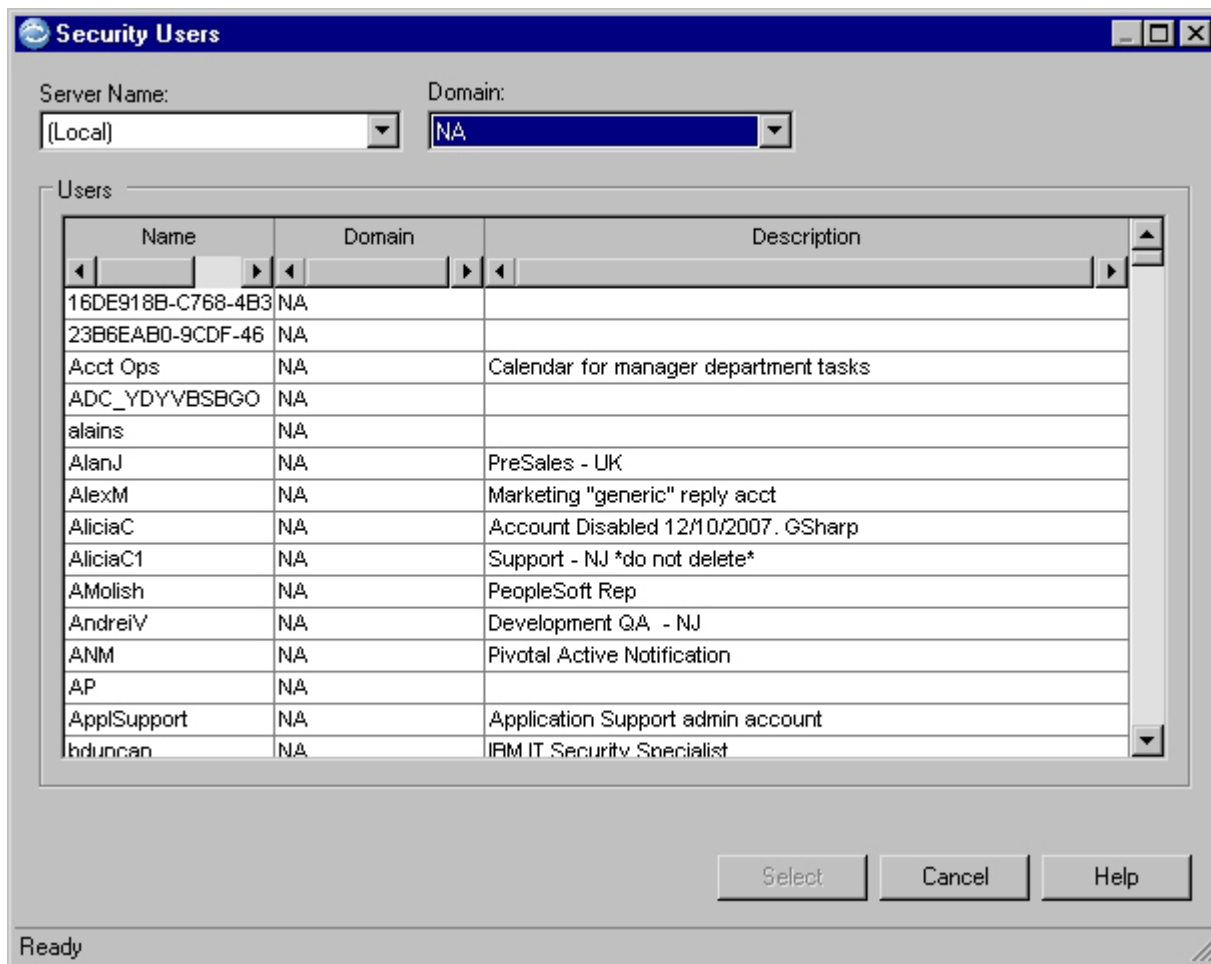 Security Users
Server Name: Domain:
(Local) NA
Users
Name Domain Description
16DE918B-C768-4B3 NA
23B6EAB0-9CDF-46 NA
Acct Ops NA Calendar for manager department tasks
ADC_YDYVBSBGO NA
alains NA
AlanJ NA PreSales - UK
AlexM NA Marketing "generic" reply acct
AliciaC NA Account Disabled 12/10/2007. GSharp
AliciaC1 NA Support - NJ *do not delete*
AMolish NA PeopleSoft Rep
AndreiV NA Development QA - NJ
ANM NA Pivotal Active Notification
AP NA
ApplSupport NA Application Support admin account
bduncan NA IBM IT Security Specialist
Select Cancel Help
Ready